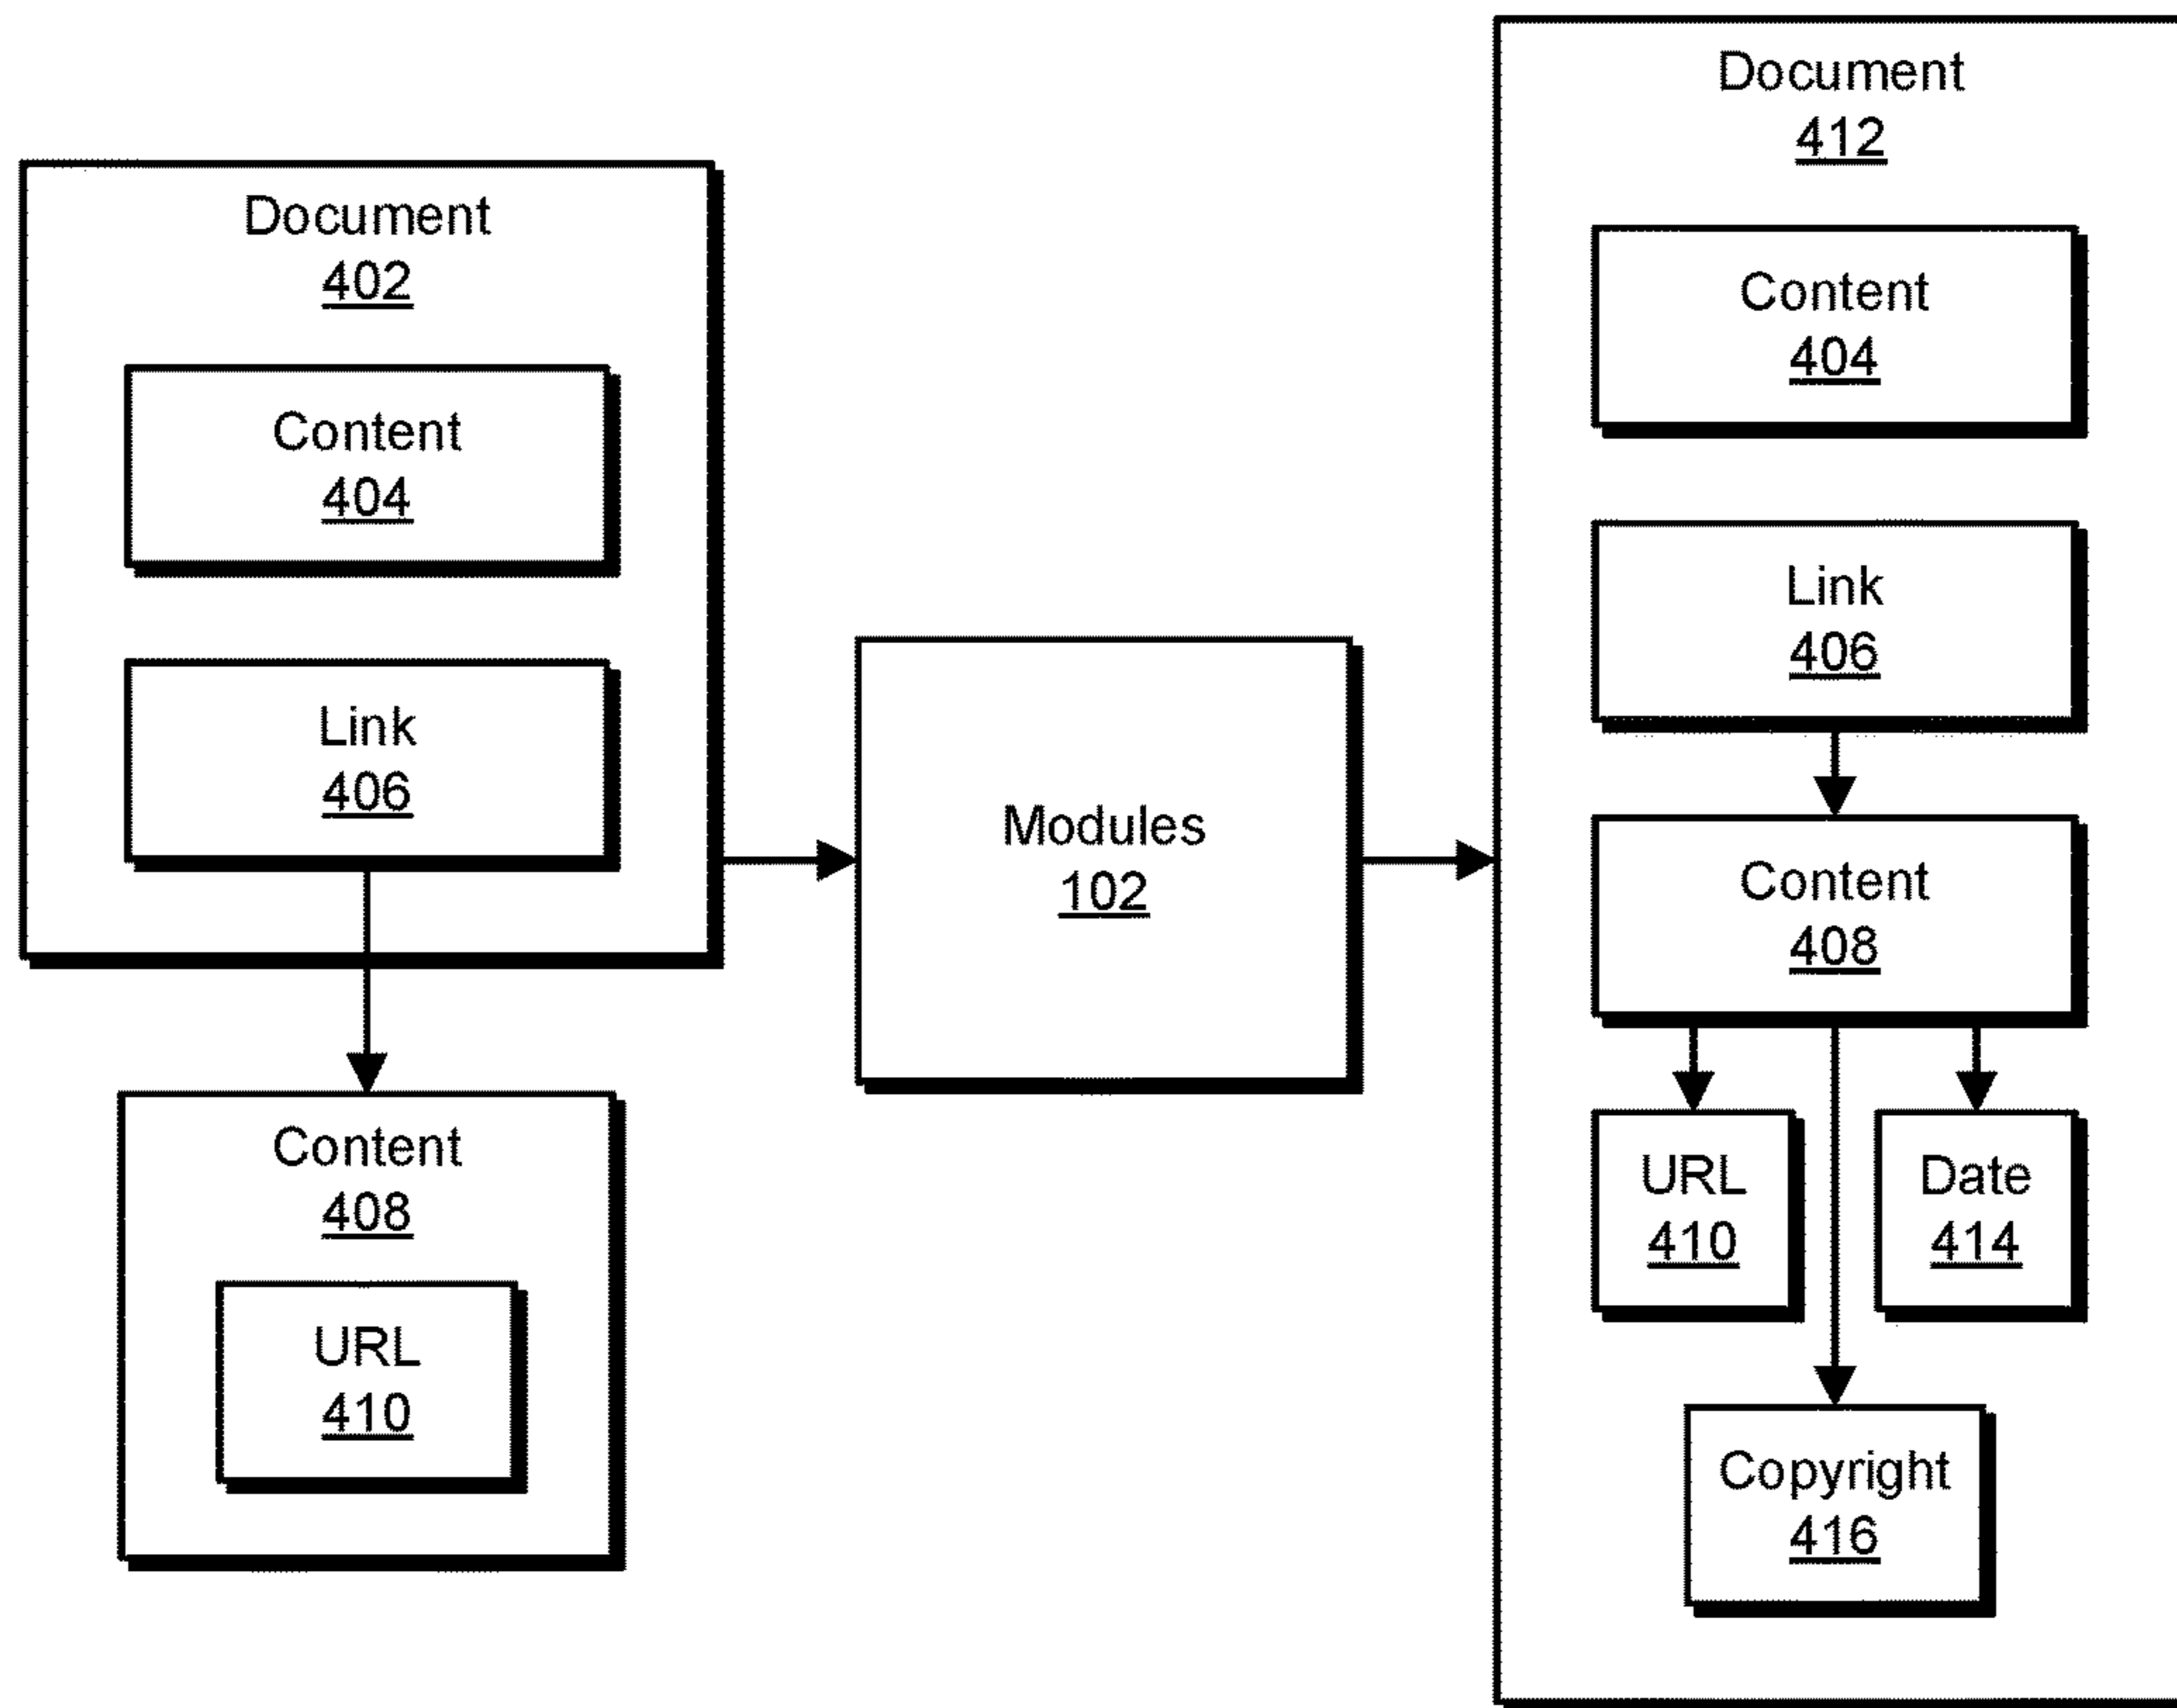 Document
402
Content
404
Link
406
Content
408
URL
410
Modules
102
Document
412
Content
404
Link
406
Content
408
URL
410
Date
414
Copyright
416